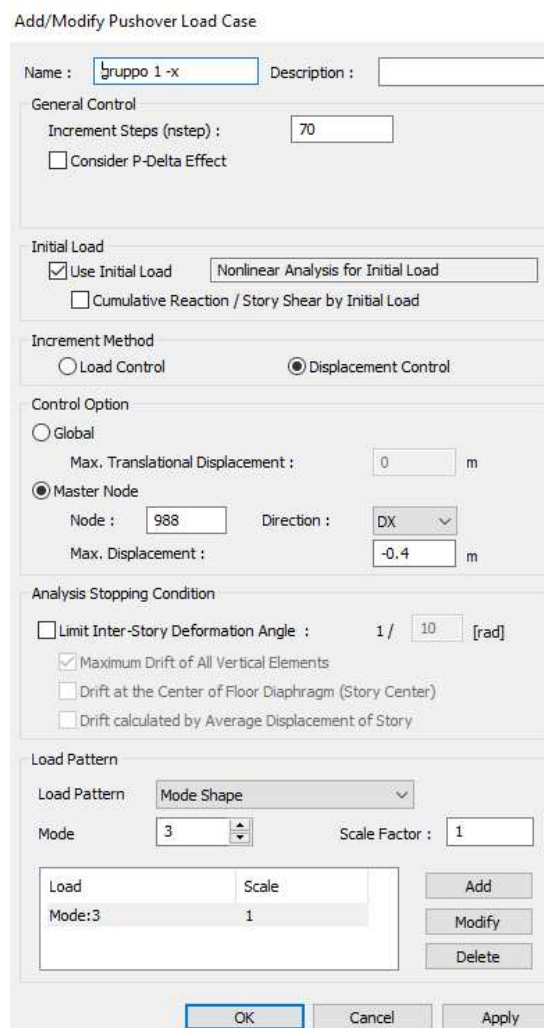 Add/Modify Pushover Load Case
Name : gruppo 1 -x Description :
General Control
Increment Steps (nstep) : 70
Consider P-Delta Effect
Initial Load
Use Initial Load Nonlinear Analysis for Initial Load
Cumulative Reaction / Story Shear by Initial Load
Increment Method
Load Control Displacement Control
Control Option
Global
Max. Translational Displacement : 0 m
Master Node
Node : 988 Direction : DX
Max. Displacement : -0.4 m
Analysis Stopping Condition
Limit Inter-Story Deformation Angle : 1 / 10 [rad]
Maximum Drift of All Vertical Elements
Drift at the Center of Floor Diaphragm (Story Center)
Drift calculated by Average Displacement of Story
Load Pattern
Load Pattern Mode Shape
Mode 3 Scale Factor : 1
Load Scale Add
Mode:3 1 Modify
Delete
OK Cancel Apply